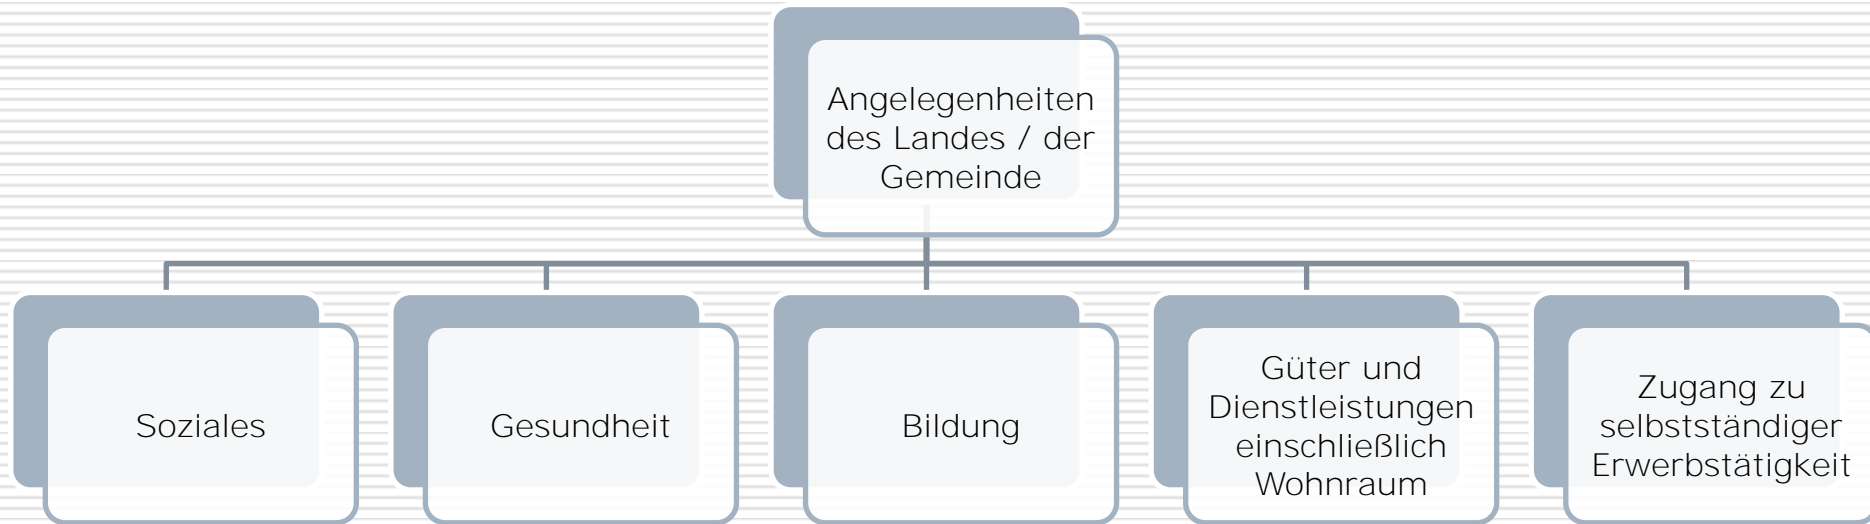 Angelegenheiten
des Landes / der
Gemeinde
Soziales
Gesundheit
Bildung
Güter und
Dienstleistungen
einschließlich
Wohnraum
Zugang zu
selbstständiger
Erwerbstätigkeit